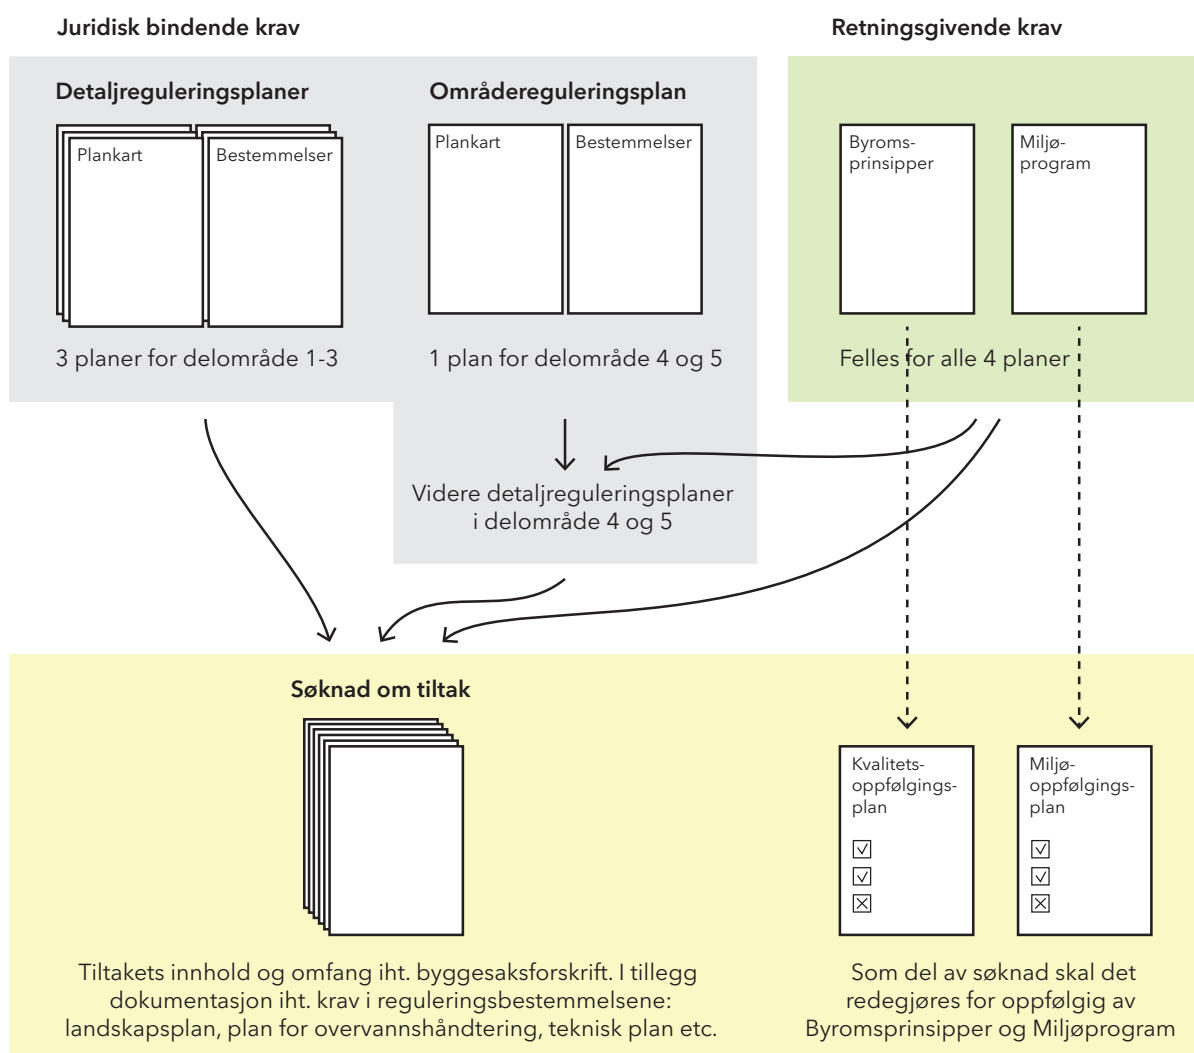 Juridisk bindende krav
Retningsgivende krav
Detaljreguleringsplaner
Områdereguleringsplan
Plankart
Bestemmelser
Plankart
Bestemmelser
Byroms-
prinsipper
Miljø-
program
3 planer for delområde 1-3
1 plan for delområde 4 og 5
Felles for alle 4 planer
Videre detaljreguleringsplaner
i delområde 4 og 5
Søknad om tiltak
Kvalitets-
oppfølgings-
plan
Miljø-
oppfølgings-
plan
Tiltakets innhold og omfang iht. byggesaksforskrift. I tillegg
dokumentasjon iht. krav i reguleringsbestemmelsene:
landskapsplan, plan for overvannshåndtering, teknisk plan etc.
Som del av søknad skal det
redegjøres for oppfølgig av
Byromsprinsipper og Miljøprogram